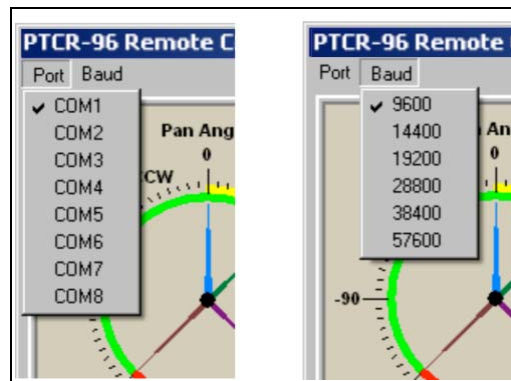 PTCR-96 Remote C
Port Baud
✓ COM1
COM2
COM3
COM4
COM5
COM6
COM7
COM8
Pan Ang
0
CW
PTCR-96 Remote
Port Baud
✓ 9600
14400
19200
28800
38400
57600
An
0
-90